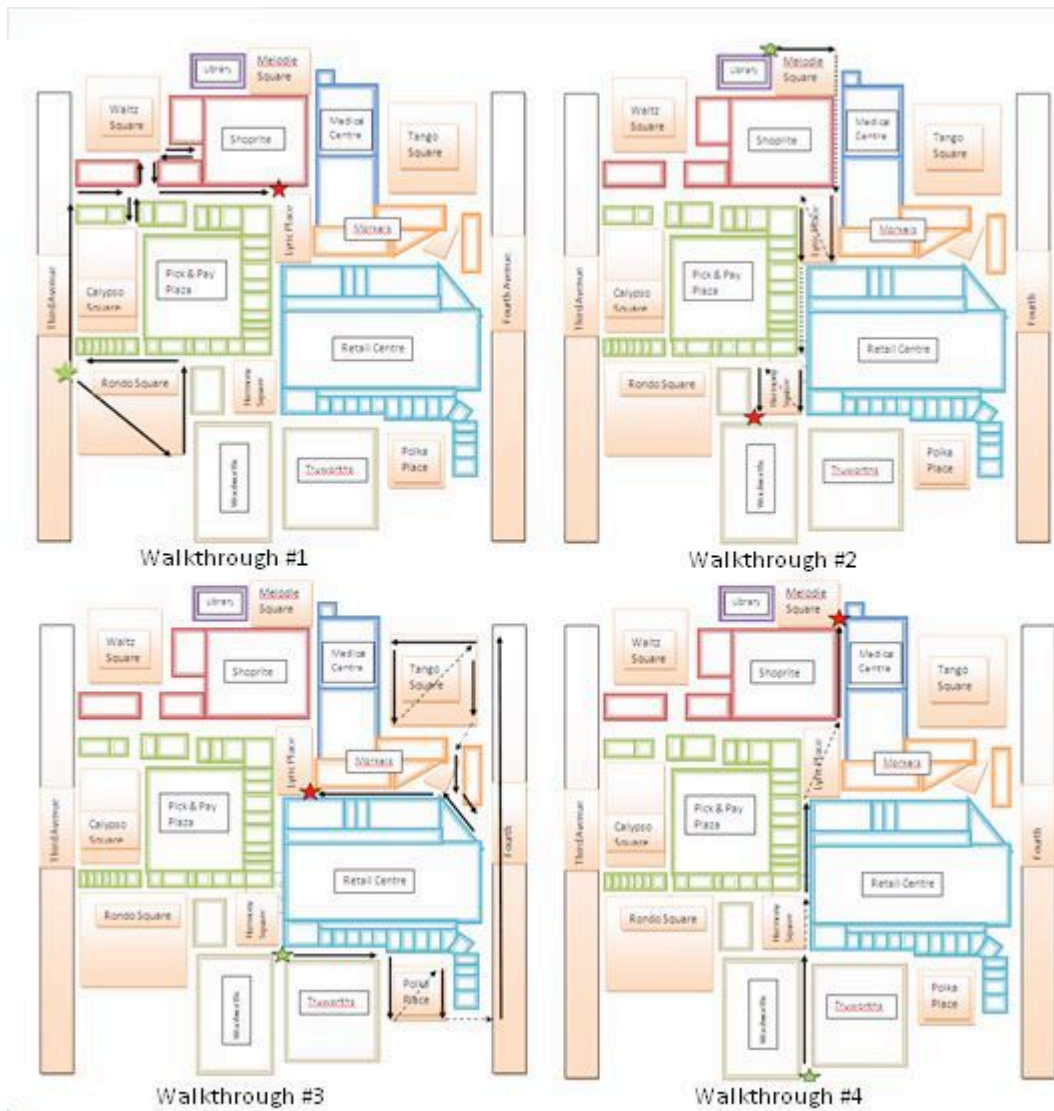 Library
Melodie
Square
Waltz
Square
Shoprite
Medical
Centre
Tango
Square
Lyric Place
Morkels
Pick & Pay
Plaza
Calypso
Square
Third Avenue
Fourth Avenue
Retail Centre
Rondo Square
Harmony
Square
Woolworths
Truworths
Polka
Place
Walkthrough #1
Library
Melodie
Square
Waltz
Square
Shoprite
Medical
Centre
Tango
Square
Morkels
Pick & Pay
Plaza
Calypso
Square
Third Avenue
Fourth Avenue
Retail Centre
Rondo Square
Harmony
Square
Woolworths
Truworths
Polka
Place
Walkthrough #2
Library
Melodie
Square
Waltz
Square
Shoprite
Medical
Centre
Tango
Square
Lyric Place
Morkels
Pick & Pay
Plaza
Calypso
Square
Third Avenue
Fourth
Retail Centre
Rondo Square
Harmony
Square
Woolworths
Truworths
Polka
Place
Walkthrough #3
Library
Melodie
Square
Waltz
Square
Shoprite
Medical
Centre
Tango
Square
Lyric Place
Morkels
Pick & Pay
Plaza
Calypso
Square
Third Avenue
Fourth
Retail Centre
Rondo Square
Harmony
Square
Woolworths
Truworths
Polka
Place
Walkthrough #4